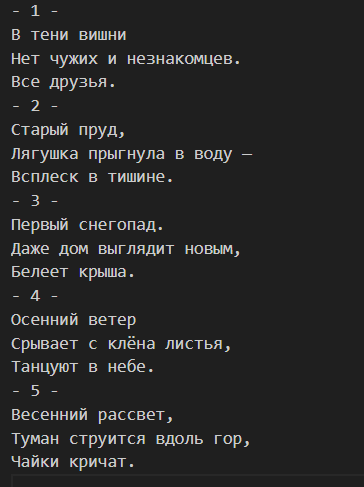 - 1 -
В тени вишни
Нет чужих и незнакомцев.
Все друзья.
- 2 -
Старый пруд,
Лягушка прыгнула в воду —
Всплеск в тишине.
- 3 -
Первый снегопад.
Даже дом выглядит новым,
Белеет крыша.
- 4 -
Осенний ветер
Срывает с клёна листья,
Танцуют в небе.
- 5 -
Весенний рассвет,
Туман струится вдоль гор,
Чайки кричат.